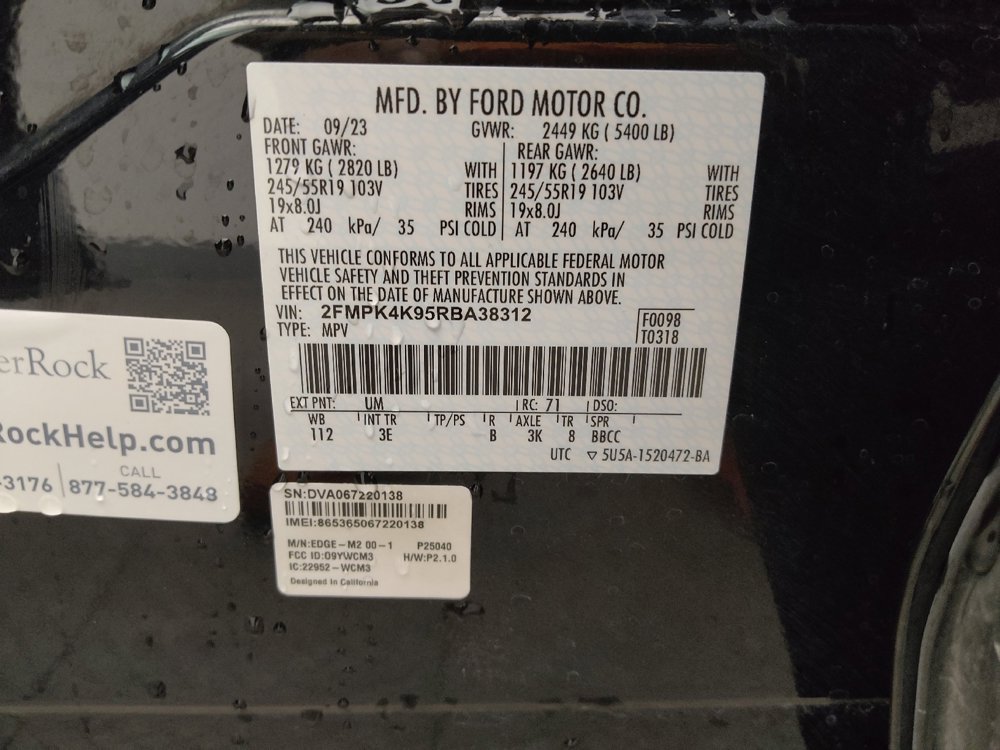 MFD. BY FORD MOTOR CO.
DATE: 09/23 GVWR: 2449 KG ( 5400 LB)
FRONT GAWR: REAR GAWR:
1279 KG ( 2820 LB) WITH 1197 KG ( 2640 LB) WITH
245/55R19 103V TIRES 245/55R19 103V TIRES
19x8.0J RIMS 19x8.0J RIMS
AT 240 kPa/ 35 PSI COLD AT 240 kPa/ 35 PSI COLD
THIS VEHICLE CONFORMS TO ALL APPLICABLE FEDERAL MOTOR
VEHICLE SAFETY AND THEFT PREVENTION STANDARDS IN
EFFECT ON THE DATE OF MANUFACTURE SHOWN ABOVE.
VIN: 2FMPK4K95RBA38312
TYPE: MPV
F0098
T0318
EXT PNT: UM RC: 71 DSO:
WB INT TR TP/PS R AXLE TR SPR
112 3E B 3K 8 BBCC
UTC ▽ 5U5A-1520472-BA
erRock
RockHelp.com
CALL
-3176 877-584-3848
SN:DVA067220138
IMEI:865365067220138
M/N:EDGE-M2 00-1 P25040
FCC ID:O9YWCM3 H/W:P2.1.0
IC:22952-WCM3
Designed in California